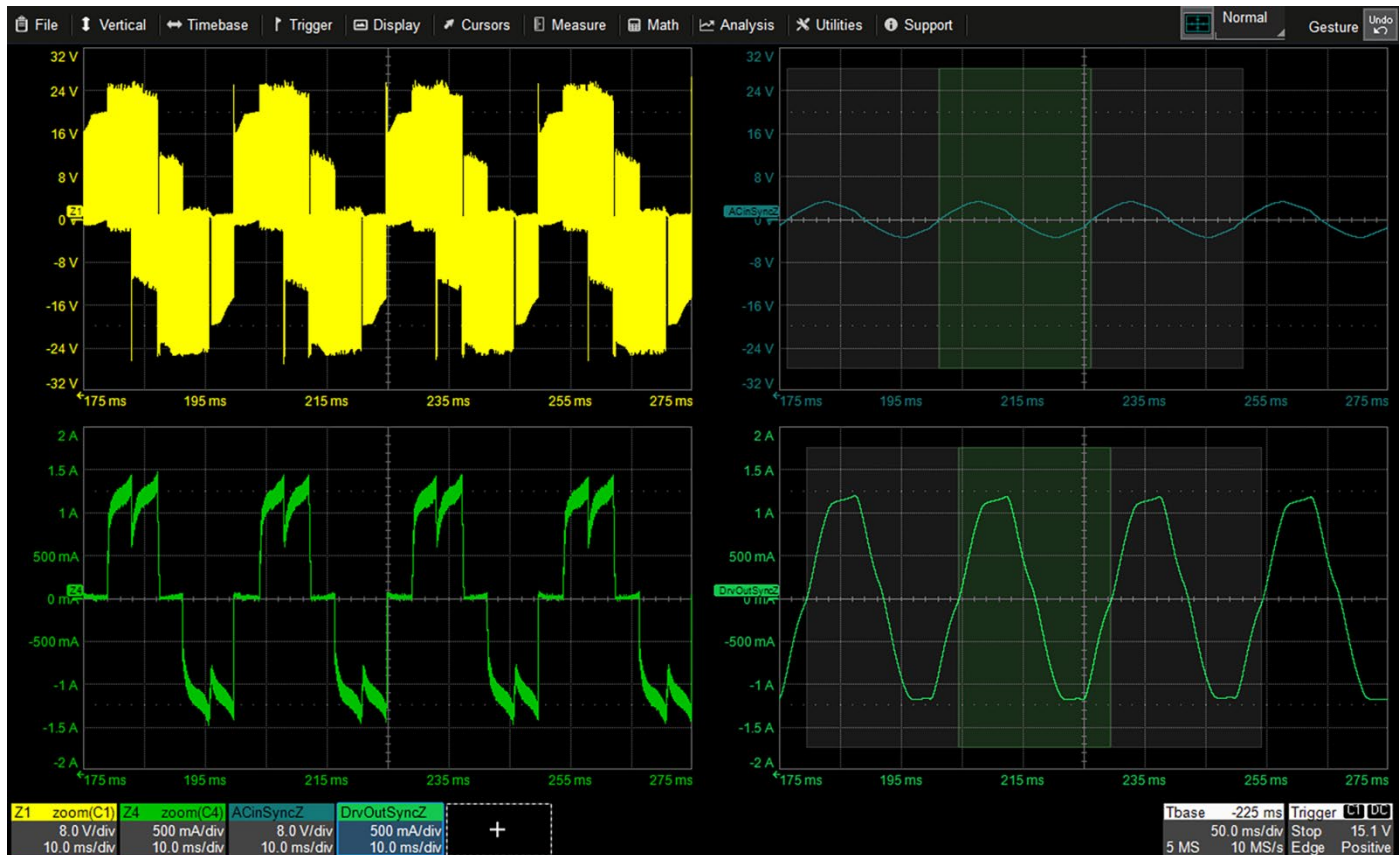 File Vertical Timebase Trigger Display Cursors Measure Math Analysis Utilities Support Normal Gesture Undo
32 V
24 V
16 V
8 V
Z1
0 V
-8 V
-16 V
-24 V
-32 V
175 ms 195 ms 215 ms 235 ms 255 ms 275 ms
32 V
24 V
16 V
8 V
ACinSyncZ
-8 V
-16 V
-24 V
-32 V
175 ms 195 ms 215 ms 235 ms 255 ms 275 ms
2 A
1.5 A
1 A
500 mA
Z4
0 mA
-500 mA
-1 A
-1.5 A
-2 A
175 ms 195 ms 215 ms 235 ms 255 ms 275 ms
2 A
1.5 A
1 A
500 mA
DrvOutSyncZ
0 mA
-500 mA
-1 A
-1.5 A
-2 A
175 ms 195 ms 215 ms 235 ms 255 ms 275 ms
Z1 zoom(C1)
8.0 V/div
10.0 ms/div
Z4 zoom(C4)
500 mA/div
10.0 ms/div
ACinSyncZ
8.0 V/div
10.0 ms/div
DrvOutSyncZ
500 mA/div
10.0 ms/div
+
Tbase -225 ms
50.0 ms/div
5 MS 10 MS/s
Trigger C1 DC
Stop 15.1 V
Edge Positive